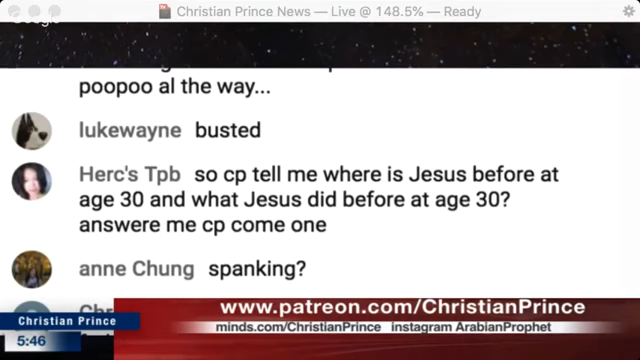 Christian Prince News — Live @ 148.5% — Ready
Google
poopoo al the way...
lukewayne busted
Herc's Tpb so cp tell me where is Jesus before at
age 30 and what Jesus did before at age 30?
answere me cp come one
anne Chung spanking?
www.patreon.com/ChristianPrince
Christian Prince
minds.com/ChristianPrince instagram ArabianProphet
5:46